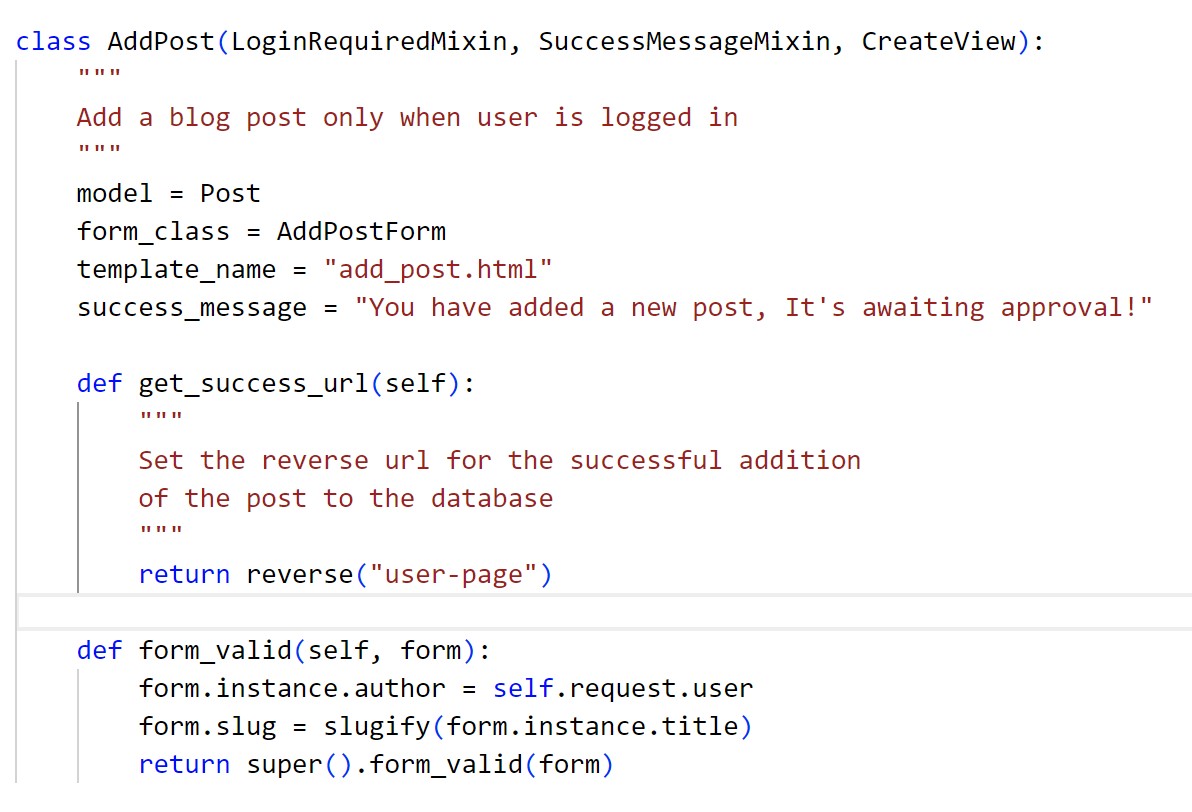 class AddPost(LoginRequiredMixin, SuccessMessageMixin, CreateView):
    """
    Add a blog post only when user is logged in
    """
    model = Post
    form_class = AddPostForm
    template_name = "add_post.html"
    success_message = "You have added a new post, It's awaiting approval!"

    def get_success_url(self):
        """
        Set the reverse url for the successful addition
        of the post to the database
        """
        return reverse("user-page")

    def form_valid(self, form):
        form.instance.author = self.request.user
        form.slug = slugify(form.instance.title)
        return super().form_valid(form)